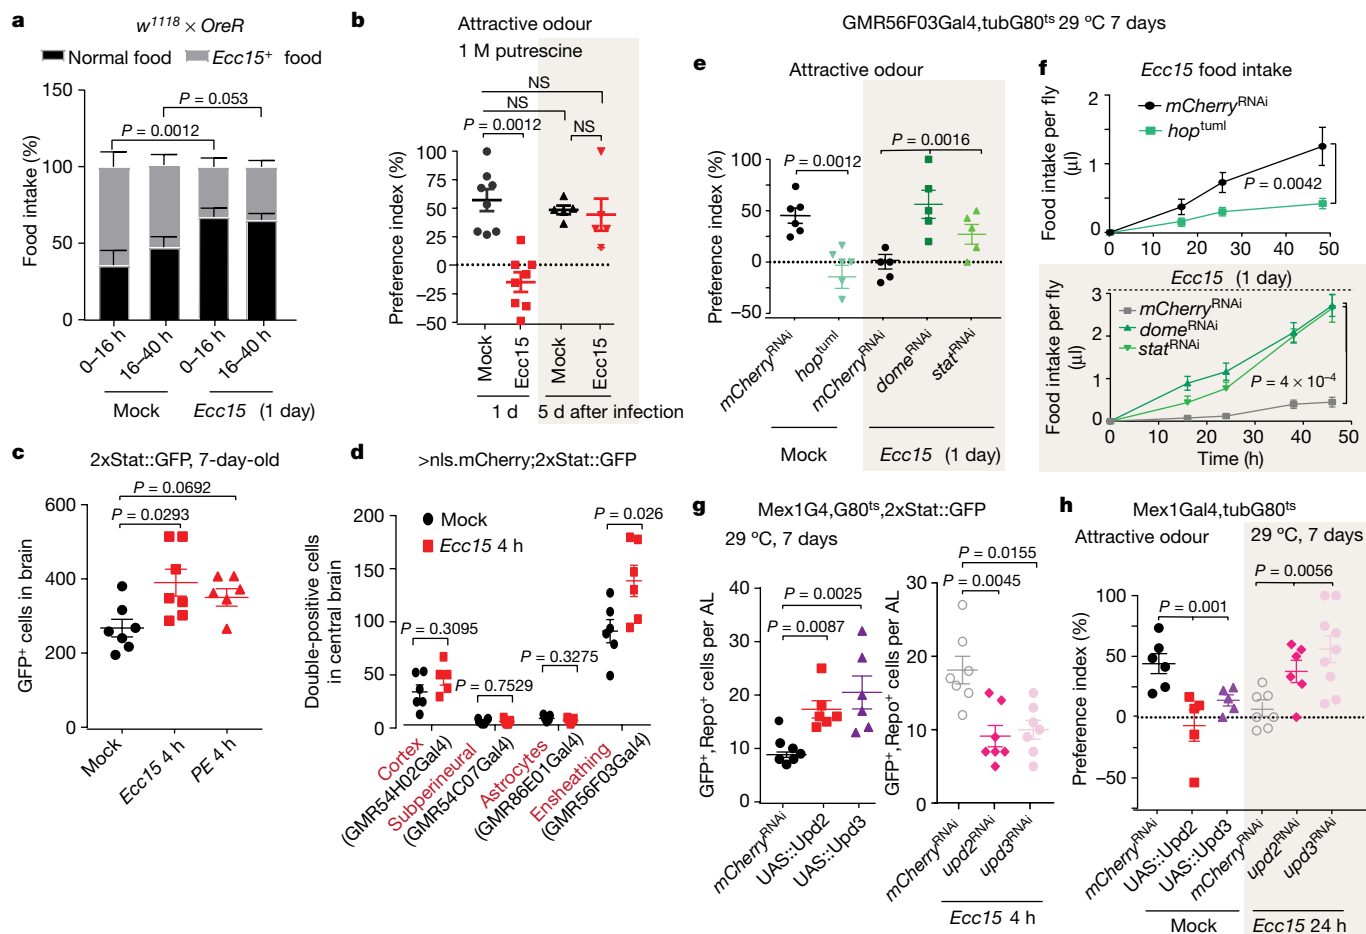 a
w1118 × OreR
Normal food
Ecc15+ food
150
100
50
0
Food intake (%)
P = 0.053
P = 0.0012
0–16 h
16–40 h
0–16 h
16–40 h
Mock
Ecc15 (1 day)
b
Attractive odour
1 M putrescine
NS
NS
NS
P = 0.0012
Preference index (%)
100
75
50
25
0
−25
−50
Mock
Ecc15
Mock
Ecc15
1 d
5 d after infection
c
2xStat::GFP, 7-day-old
P = 0.0692
P = 0.0293
GFP+ cells in brain
600
400
200
0
Mock
Ecc15 4 h
PE 4 h
d
>nls.mCherry;2xStat::GFP
Mock
Ecc15 4 h
P = 0.026
P = 0.3095
P = 0.3275
P = 0.7529
Double-positive cells
in central brain
200
150
100
50
0
Cortex
(GMR54H02Gal4)
Subperineural
(GMR54C07Gal4)
Astrocytes
(GMR86E01Gal4)
Ensheathing
(GMR56F03Gal4)
GMR56F03Gal4,tubG80ts 29 ºC 7 days
e
Attractive odour
P = 0.0012
P = 0.0016
Preference index (%)
100
50
0
−50
mCherryRNAi
hoptuml
mCherryRNAi
domeRNAi
statRNAi
Mock
Ecc15 (1 day)
f
Ecc15 food intake
mCherryRNAi
hoptuml
P = 0.0042
Food intake per fly
(µl)
2
1
0
0 10 20 30 40 50
Ecc15 (1 day)
mCherryRNAi
domeRNAi
statRNAi
P = 4 × 10−4
Food intake per fly
(µl)
3
2
1
0
0 10 20 30 40 50
Time (h)
g
Mex1G4,G80ts,2xStat::GFP
29 ºC, 7 days
P = 0.0025
P = 0.0087
GFP+, Repo+ cells per AL
40
30
20
10
0
mCherryRNAi
UAS::Upd2
UAS::Upd3
P = 0.0155
P = 0.0045
GFP+, Repo+ cells per AL
30
20
10
0
mCherryRNAi
upd2RNAi
upd3RNAi
Ecc15 4 h
h
Mex1Gal4,tubG80ts
Attractive odour
29 ºC, 7 days
P = 0.0056
P = 0.001
Preference index (%)
100
50
0
−50
mCherryRNAi
UAS::Upd2
UAS::Upd3
mCherryRNAi
upd2RNAi
upd3RNAi
Mock
Ecc15 24 h